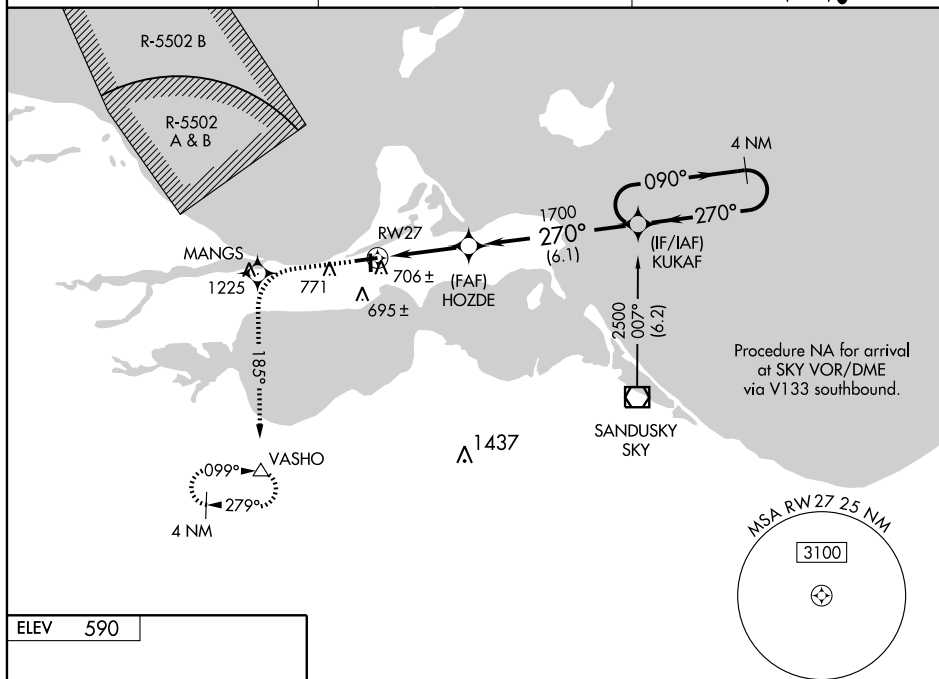 R-5502 B
R-5502
A & B
4 NM
090°
270°
1700
270°
(6.1)
(IF/IAF)
KUKAF
RW27
MANGS
1225
771
706 ±
695 ±
(FAF)
HOZDE
2500
007°
(6.2)
Procedure NA for arrival
at SKY VOR/DME
via V133 southbound.
185°
SANDUSKY
SKY
1437
VASHO
099°
279°
4 NM
MSA RW27 25 NM
3100
ELEV 590